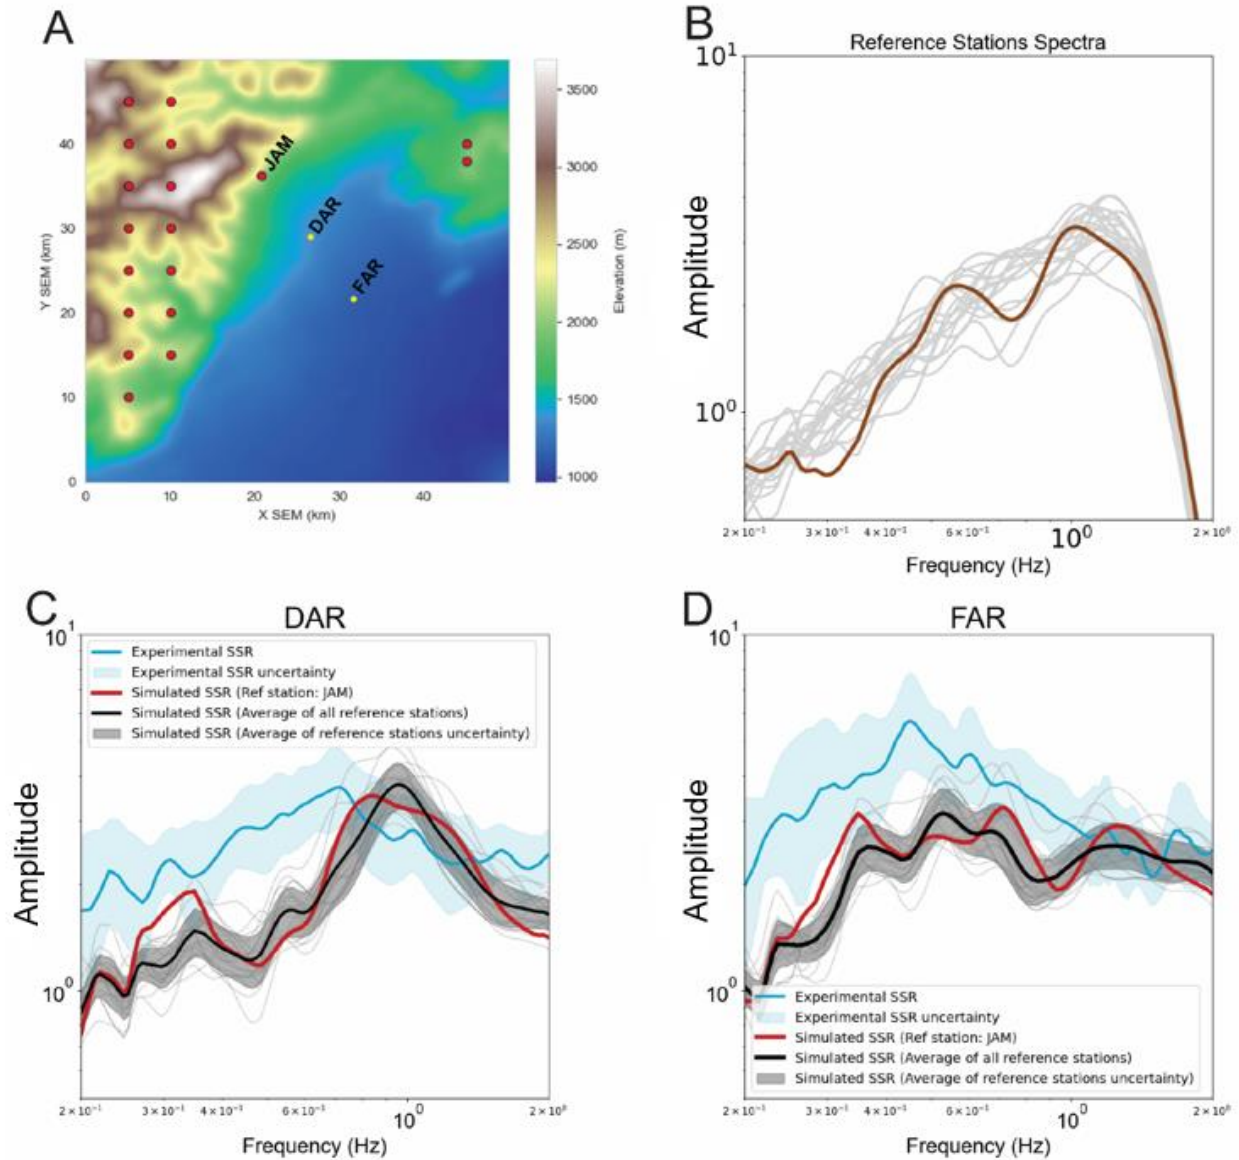 A
JAM
DAR
FAR
Y SEM (km)
40
30
20
10
0
0 10 20 30 40
X SEM (km)
3500
3000
2500
2000
1500
1000
Elevation (m)
B
Reference Stations Spectra
Amplitude
10¹
10⁰
2×10⁻¹ 3×10⁻¹ 4×10⁻¹ 6×10⁻¹ 10⁰ 2×10⁰
Frequency (Hz)
C
DAR
Amplitude
10¹
10⁰
Experimental SSR
Experimental SSR uncertainty
Simulated SSR (Ref station: JAM)
Simulated SSR (Average of all reference stations)
Simulated SSR (Average of reference stations uncertainty)
2×10⁻¹ 3×10⁻¹ 4×10⁻¹ 6×10⁻¹ 10⁰ 2×10⁰
Frequency (Hz)
D
FAR
Amplitude
10¹
10⁰
Experimental SSR
Experimental SSR uncertainty
Simulated SSR (Ref station: JAM)
Simulated SSR (Average of all reference stations)
Simulated SSR (Average of reference stations uncertainty)
2×10⁻¹ 3×10⁻¹ 4×10⁻¹ 6×10⁻¹ 10⁰ 2×10⁰
Frequency (Hz)